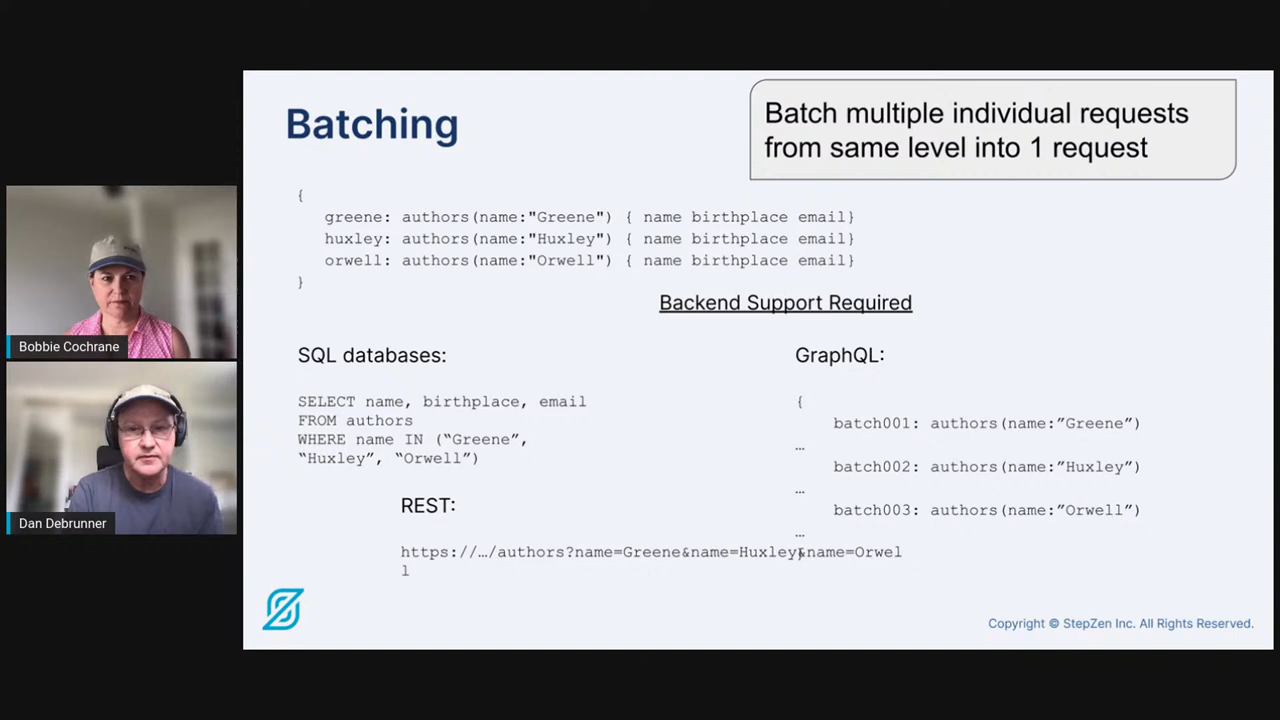 Batching
Batch multiple individual requests
from same level into 1 request
{
greene: authors(name:"Greene") { name birthplace email}
huxley: authors(name:"Huxley") { name birthplace email}
orwell: authors(name:"Orwell") { name birthplace email}
}
Backend Support Required
SQL databases:
SELECT name, birthplace, email
FROM authors
WHERE name IN (“Greene”,
“Huxley”, “Orwell”)
REST:
https://…/authors?name=Greene&name=Huxley&name=Orwel
l
GraphQL:
{
batch001: authors(name:”Greene”)
…
batch002: authors(name:”Huxley”)
…
batch003: authors(name:”Orwell”)
…
}
Bobbie Cochrane
Dan Debrunner
Copyright © StepZen Inc. All Rights Reserved.